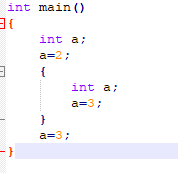 int main()
{
    int a;
    a=2;
    {
        int a;
        a=3;
    }
    a=3;
}